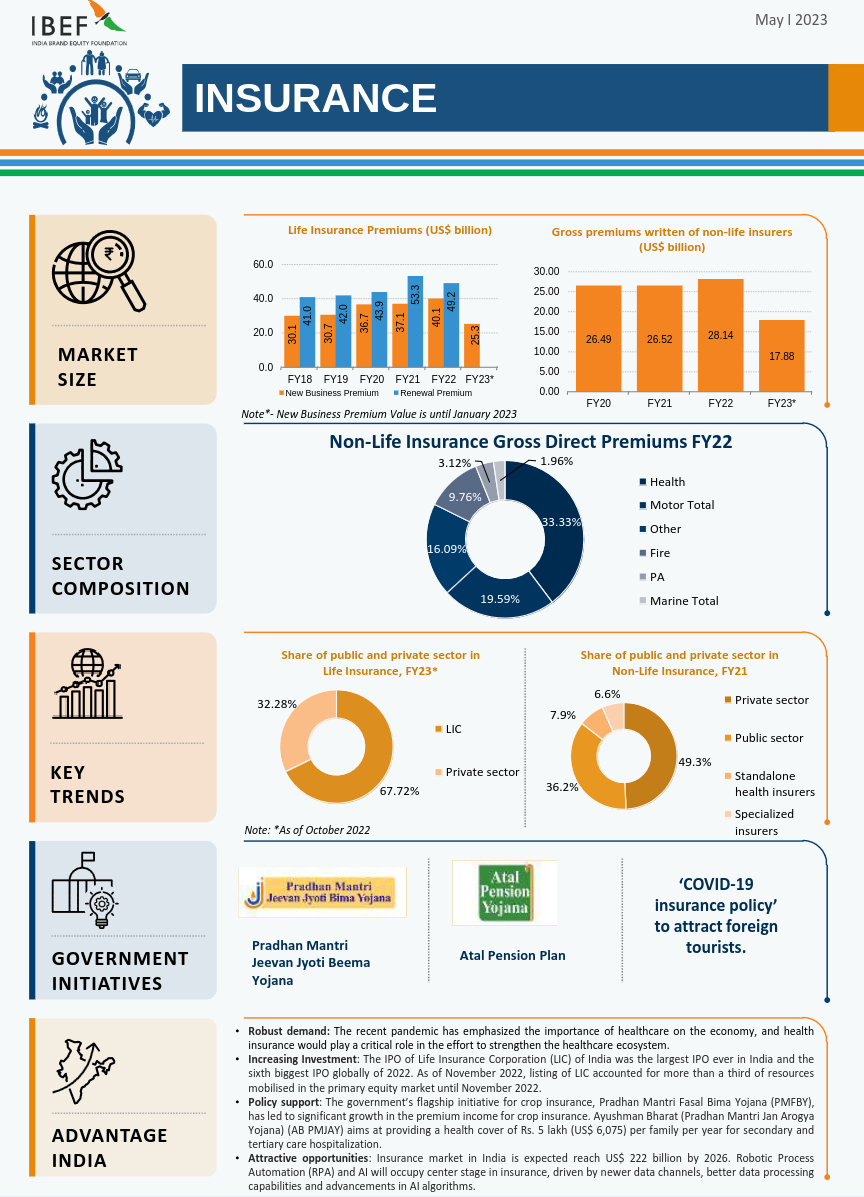 IBEF
INDIA BRAND EQUITY FOUNDATION
May I 2023
INSURANCE
MARKET
SIZE
Life Insurance Premiums (US$ billion)
60.0
40.0
20.0
0.0
30.1
41.0
30.7
42.0
36.7
43.9
37.1
53.3
40.1
49.2
25.3
FY18
FY19
FY20
FY21
FY22
FY23*
New Business Premium
Renewal Premium
Note*- New Business Premium Value is until January 2023
Gross premiums written of non-life insurers
(US$ billion)
30.00
25.00
20.00
15.00
10.00
5.00
0.00
26.49
26.52
28.14
17.88
FY20
FY21
FY22
FY23*
SECTOR
COMPOSITION
Non-Life Insurance Gross Direct Premiums FY22
3.12%
1.96%
9.76%
33.33%
16.09%
19.59%
Health
Motor Total
Other
Fire
PA
Marine Total
KEY
TRENDS
Share of public and private sector in
Life Insurance, FY23*
32.28%
67.72%
LIC
Private sector
Note: *As of October 2022
Share of public and private sector in
Non-Life Insurance, FY21
6.6%
7.9%
49.3%
36.2%
Private sector
Public sector
Standalone
health insurers
Specialized
insurers
GOVERNMENT
INITIATIVES
Pradhan Mantri
Jeevan Jyoti Bima Yojana
Pradhan Mantri
Jeevan Jyoti Beema
Yojana
Atal
Pension
Yojana
Atal Pension Plan
‘COVID-19
insurance policy’
to attract foreign
tourists.
ADVANTAGE
INDIA
• Robust demand: The recent pandemic has emphasized the importance of healthcare on the economy, and health
insurance would play a critical role in the effort to strengthen the healthcare ecosystem.
• Increasing Investment: The IPO of Life Insurance Corporation (LIC) of India was the largest IPO ever in India and the
sixth biggest IPO globally of 2022. As of November 2022, listing of LIC accounted for more than a third of resources
mobilised in the primary equity market until November 2022.
• Policy support: The government’s flagship initiative for crop insurance, Pradhan Mantri Fasal Bima Yojana (PMFBY),
has led to significant growth in the premium income for crop insurance. Ayushman Bharat (Pradhan Mantri Jan Arogya
Yojana) (AB PMJAY) aims at providing a health cover of Rs. 5 lakh (US$ 6,075) per family per year for secondary and
tertiary care hospitalization.
• Attractive opportunities: Insurance market in India is expected reach US$ 222 billion by 2026. Robotic Process
Automation (RPA) and AI will occupy center stage in insurance, driven by newer data channels, better data processing
capabilities and advancements in AI algorithms.